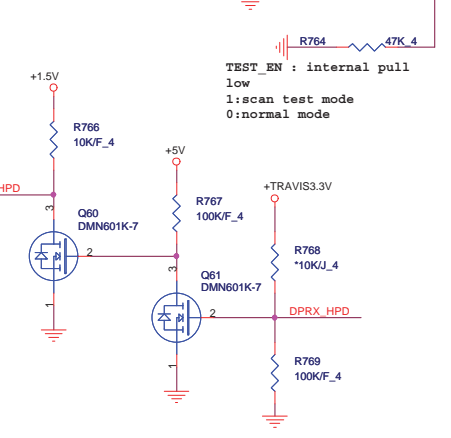 R764 47K_4
TEST_EN : internal pull
low
1:scan test mode
0:normal mode
+1.5V
R766
10K/F_4
+5V
HPD
R767
100K/F_4
+TRAVIS3.3V
3
Q60
DMN601K-7
2
R768
*10K/J_4
3
Q61
DMN601K-7
1
2
DPRX_HPD
R769
100K/F_4
1